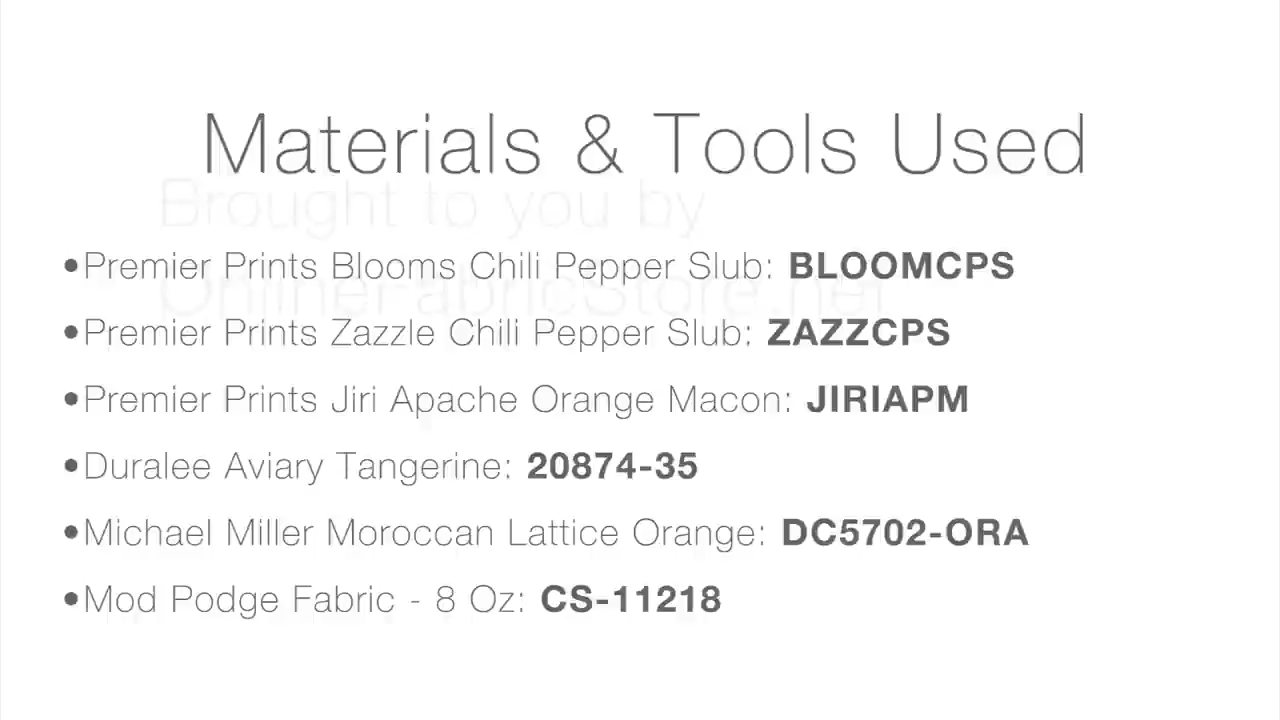 Materials & Tools Used
Brought to you by
•Premier Prints Blooms Chili Pepper Slub: BLOOMCPS
OnlineFabricStore.net
•Premier Prints Zazzle Chili Pepper Slub: ZAZZCPS
•Premier Prints Jiri Apache Orange Macon: JIRIAPM
•Duralee Aviary Tangerine: 20874-35
•Michael Miller Moroccan Lattice Orange: DC5702-ORA
•Mod Podge Fabric - 8 Oz: CS-11218